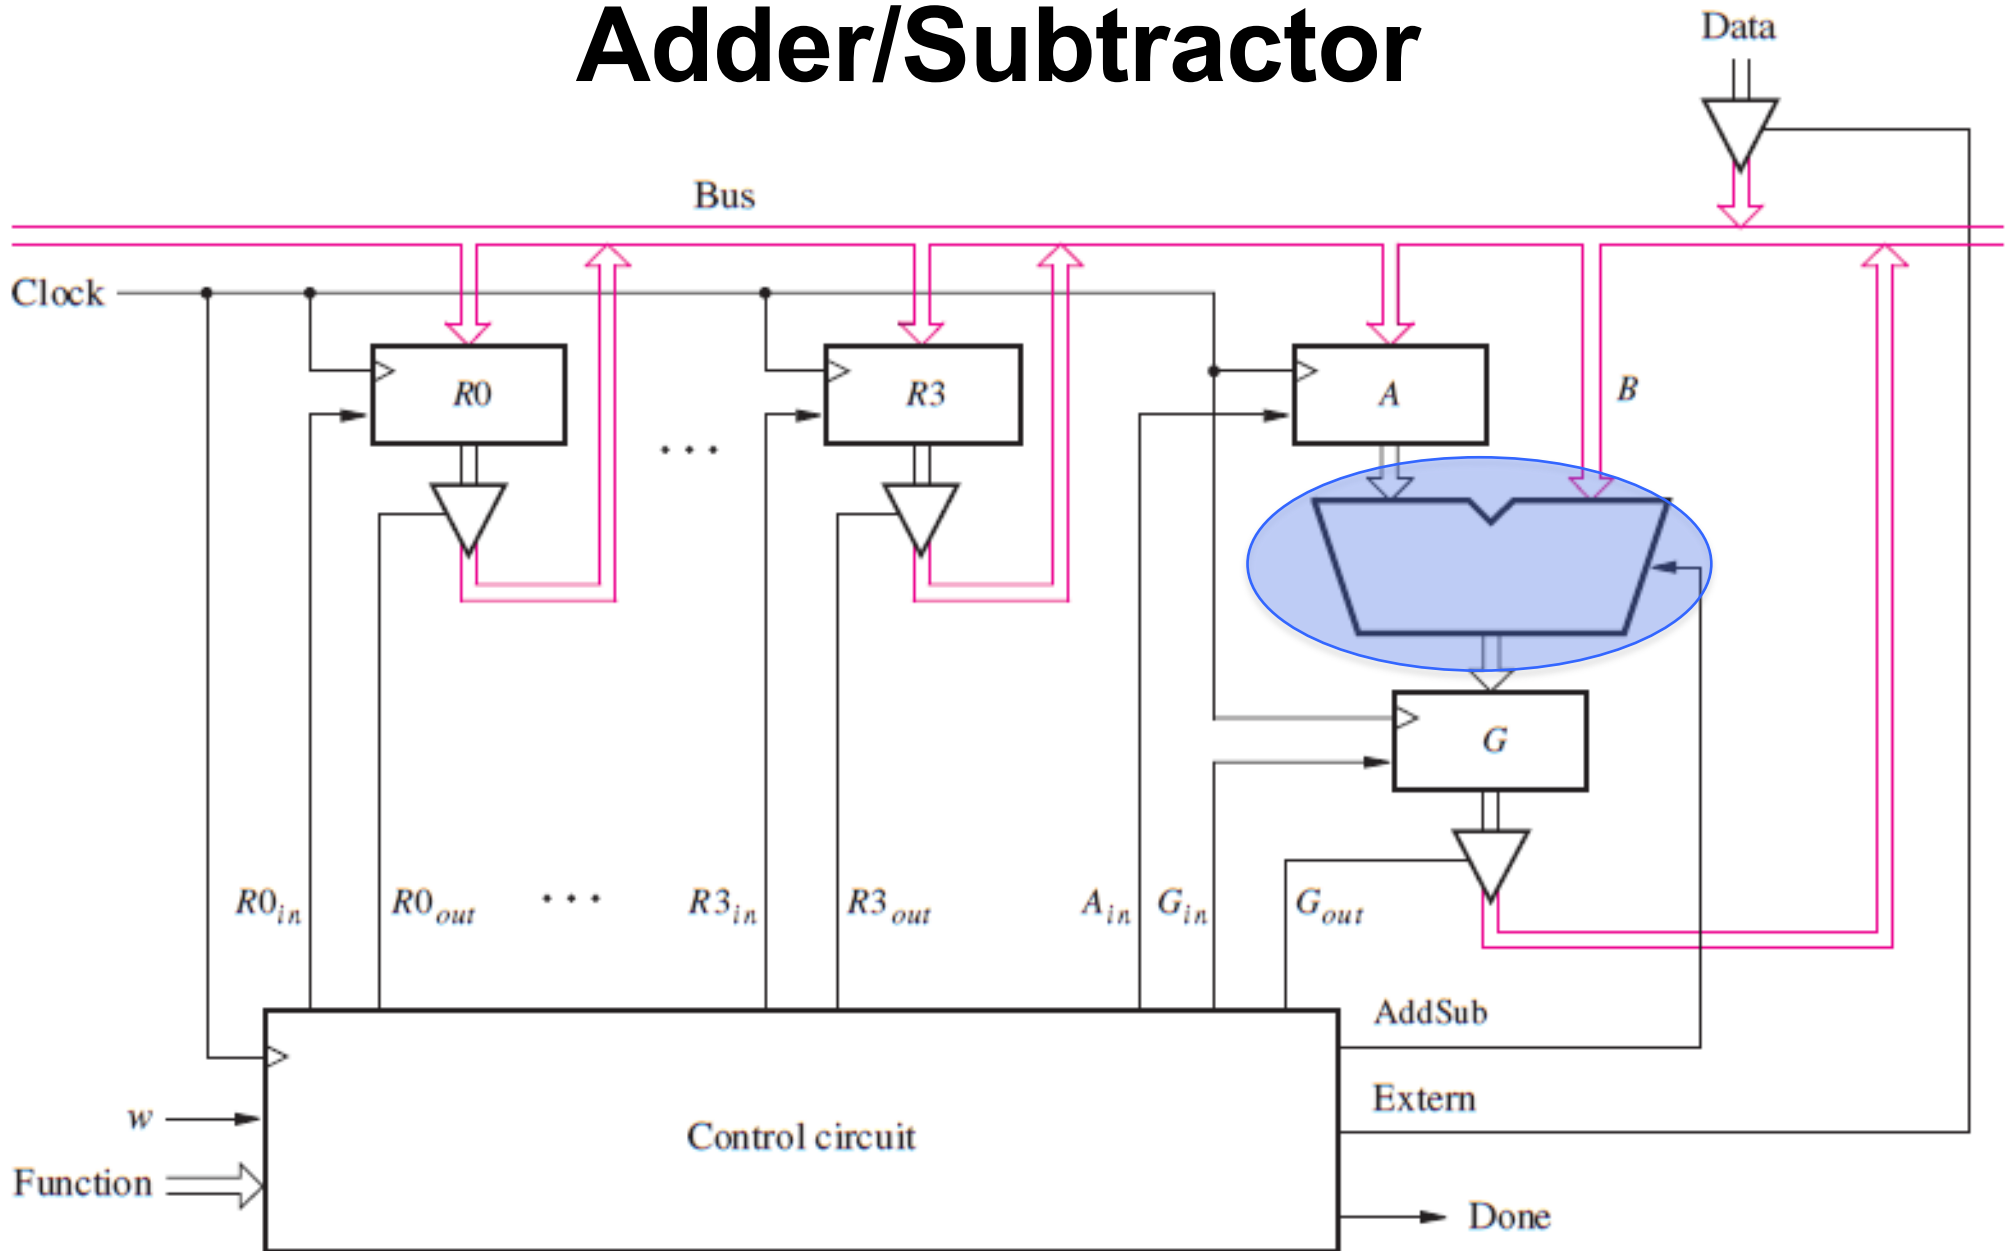 Adder/Subtractor
Data
Bus
Clock
R0
R3
A
B
• • •
G
R0in
R0out
• • •
R3in
R3out
Ain
Gin
Gout
AddSub
Extern
w
Control circuit
Function
Done